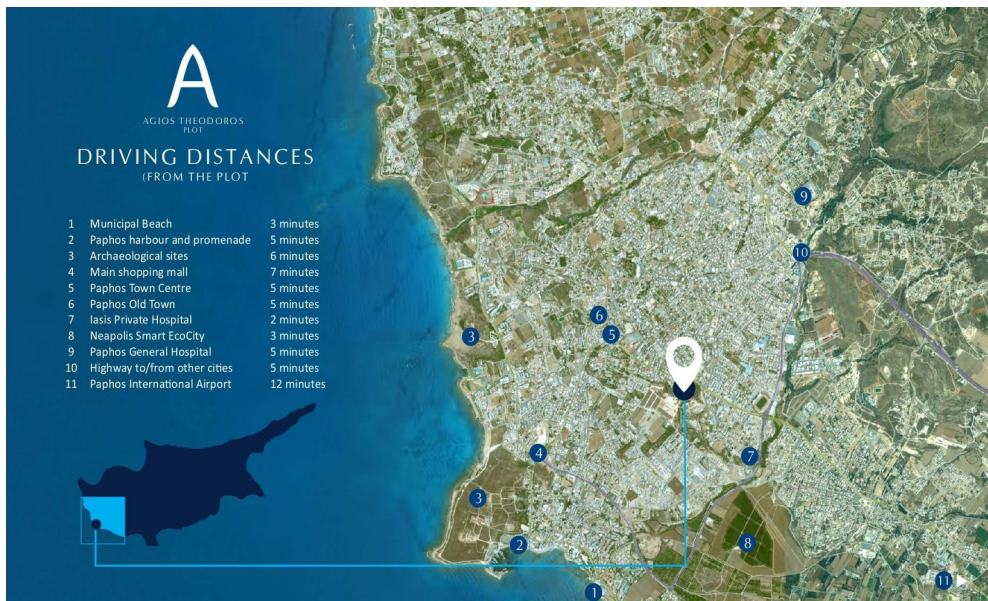 A
AGIOS THEODOROS
PLOT
DRIVING DISTANCES
(FROM THE PLOT
1 Municipal Beach 3 minutes
2 Paphos harbour and promenade 5 minutes
3 Archaeological sites 6 minutes
4 Main shopping mall 7 minutes
5 Paphos Town Centre 5 minutes
6 Paphos Old Town 5 minutes
7 Iasis Private Hospital 2 minutes
8 Neapolis Smart EcoCity 3 minutes
9 Paphos General Hospital 5 minutes
10 Highway to/from other cities 5 minutes
11 Paphos International Airport 12 minutes
9
10
6
5
3
4
7
3
2
8
11
1